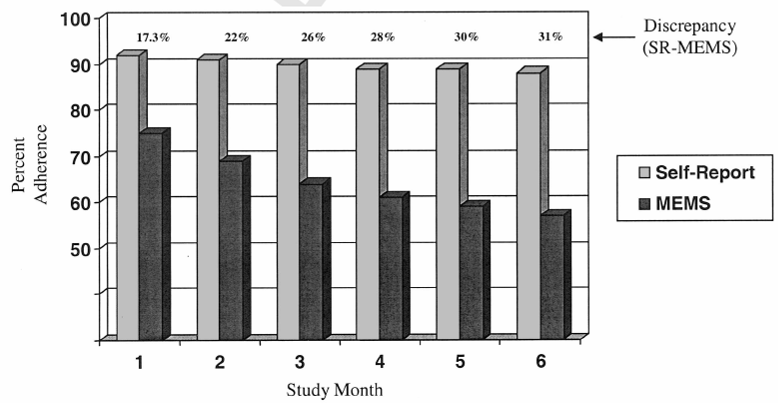 100
90
80
70
60
50
Percent
Adherence
17.3% 22% 26% 28% 30% 31%
Discrepancy
(SR-MEMS)
Self-Report
MEMS
1 2 3 4 5 6
Study Month